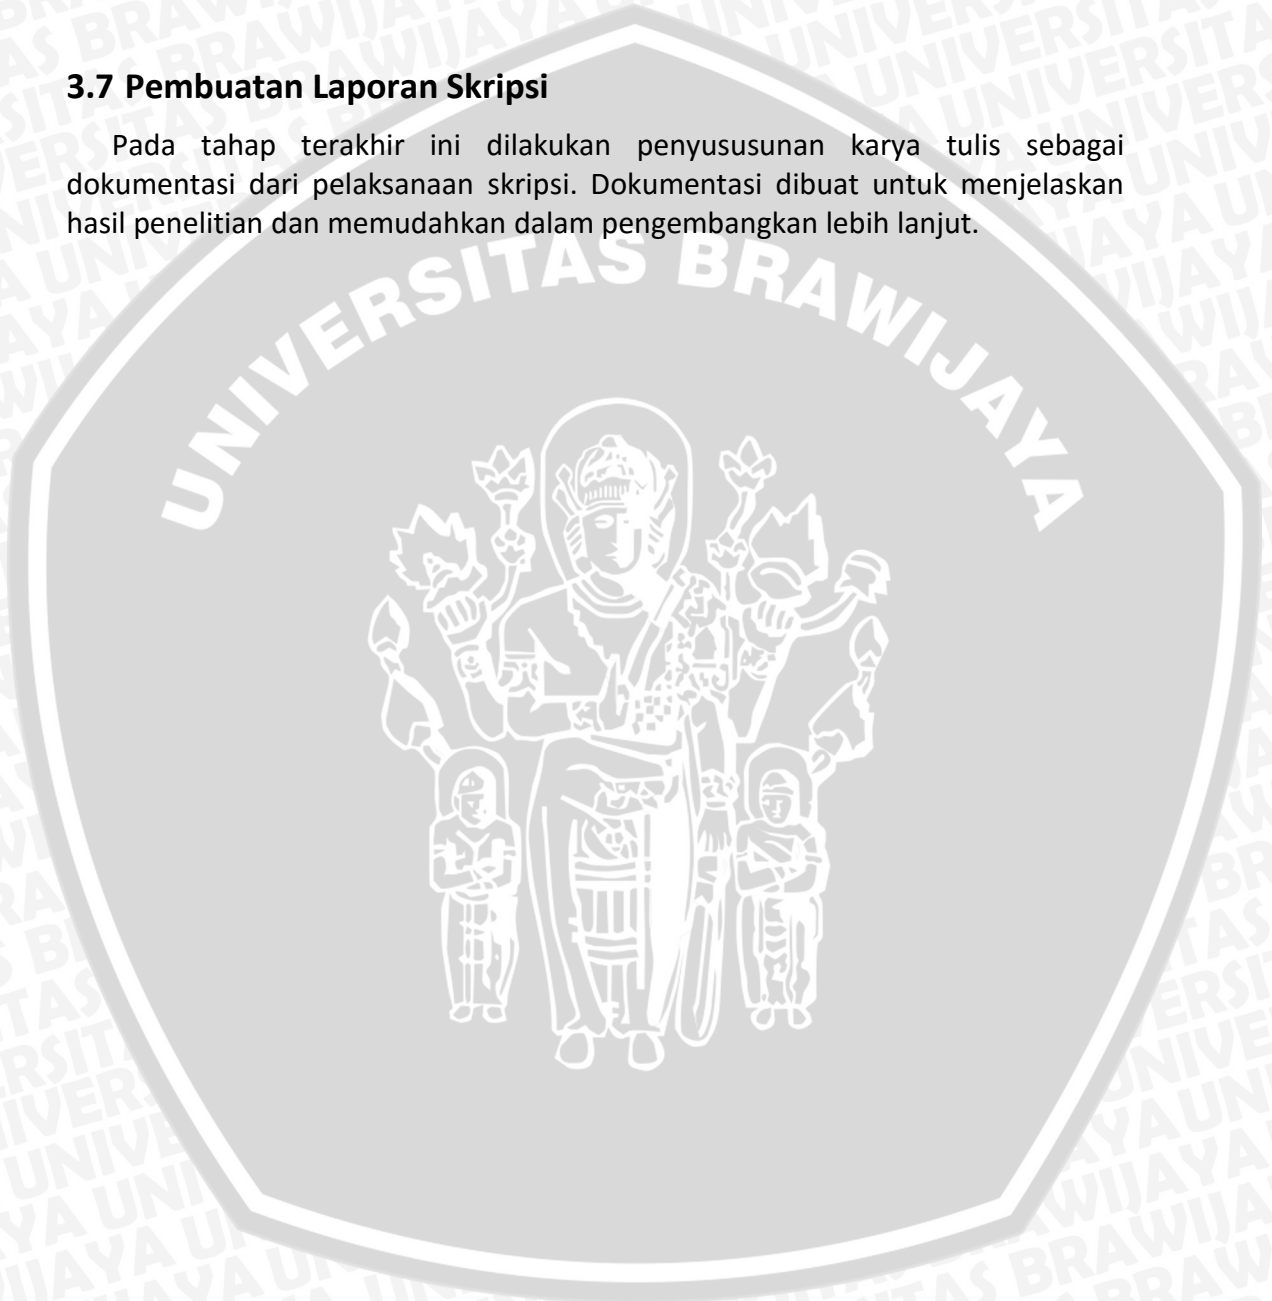 3.7 Pembuatan Laporan Skripsi
Pada tahap terakhir ini dilakukan penyususunan karya tulis sebagai
dokumentasi dari pelaksanaan skripsi. Dokumentasi dibuat untuk menjelaskan
hasil penelitian dan memudahkan dalam pengembangkan lebih lanjut.
UNIVERSITAS BRAWIJAYA